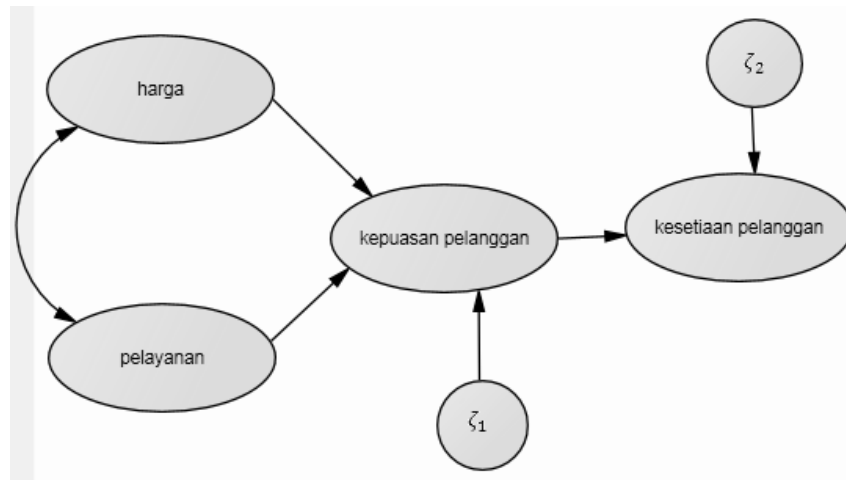 harga
ζ₂
kepuasan pelanggan
kesetiaan pelanggan
pelayanan
ζ₁